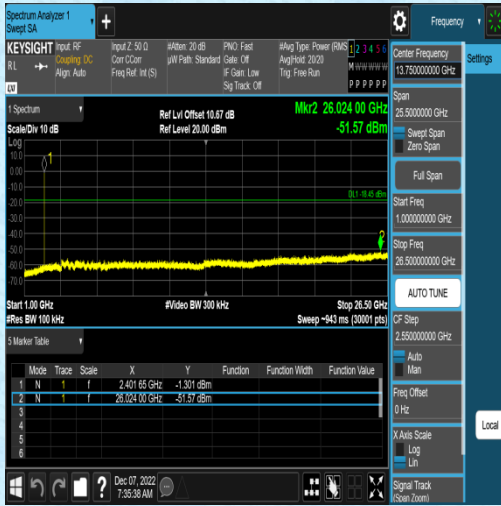 Spectrum Analyzer 1
Swept SA
Frequency
KEYSIGHT
RL
Input: RF
Coupling: DC
Align: Auto
Input Z: 50 Ω
Corr CCorr
Freq Ref: Int (S)
#Atten: 20 dB
µW Path: Standard
PNO: Fast
Gate: Off
IF Gain: Low
Sig Track: Off
#Avg Type: Power (RMS
Avg|Hold: 20/20
Trig: Free Run
1 2 3 4 5 6
M W W W W W
P P P P P P
LVI
Center Frequency
13.750000000 GHz
Settings
Span
25.5000000 GHz
Swept Span
Zero Span
Full Span
Start Freq
1.000000000 GHz
Stop Freq
26.500000000 GHz
AUTO TUNE
CF Step
2.550000000 GHz
Auto
Man
Freq Offset
0 Hz
X Axis Scale
Log
Lin
Signal Track
(Span Zoom)
Local
1 Spectrum
Scale/Div 10 dB
Ref Lvl Offset 10.67 dB
Ref Level 20.00 dBm
Mkr2 26.024 00 GHz
-51.57 dBm
Log
10.0
0.00
-10.0
-20.0
-30.0
-40.0
-50.0
-60.0
-70.0
1
2
DL1 -18.45 dBm
Start 1.00 GHz
#Res BW 100 kHz
#Video BW 300 kHz
Stop 26.50 GHz
Sweep ~943 ms (30001 pts)
5 Marker Table
Mode Trace Scale X Y Function Function Width Function Value
1 N 1 f 2.401 65 GHz -1.301 dBm
2 N 1 f 26.024 00 GHz -51.57 dBm
3
4
5
6
Dec 07, 2022
7:35:38 AM